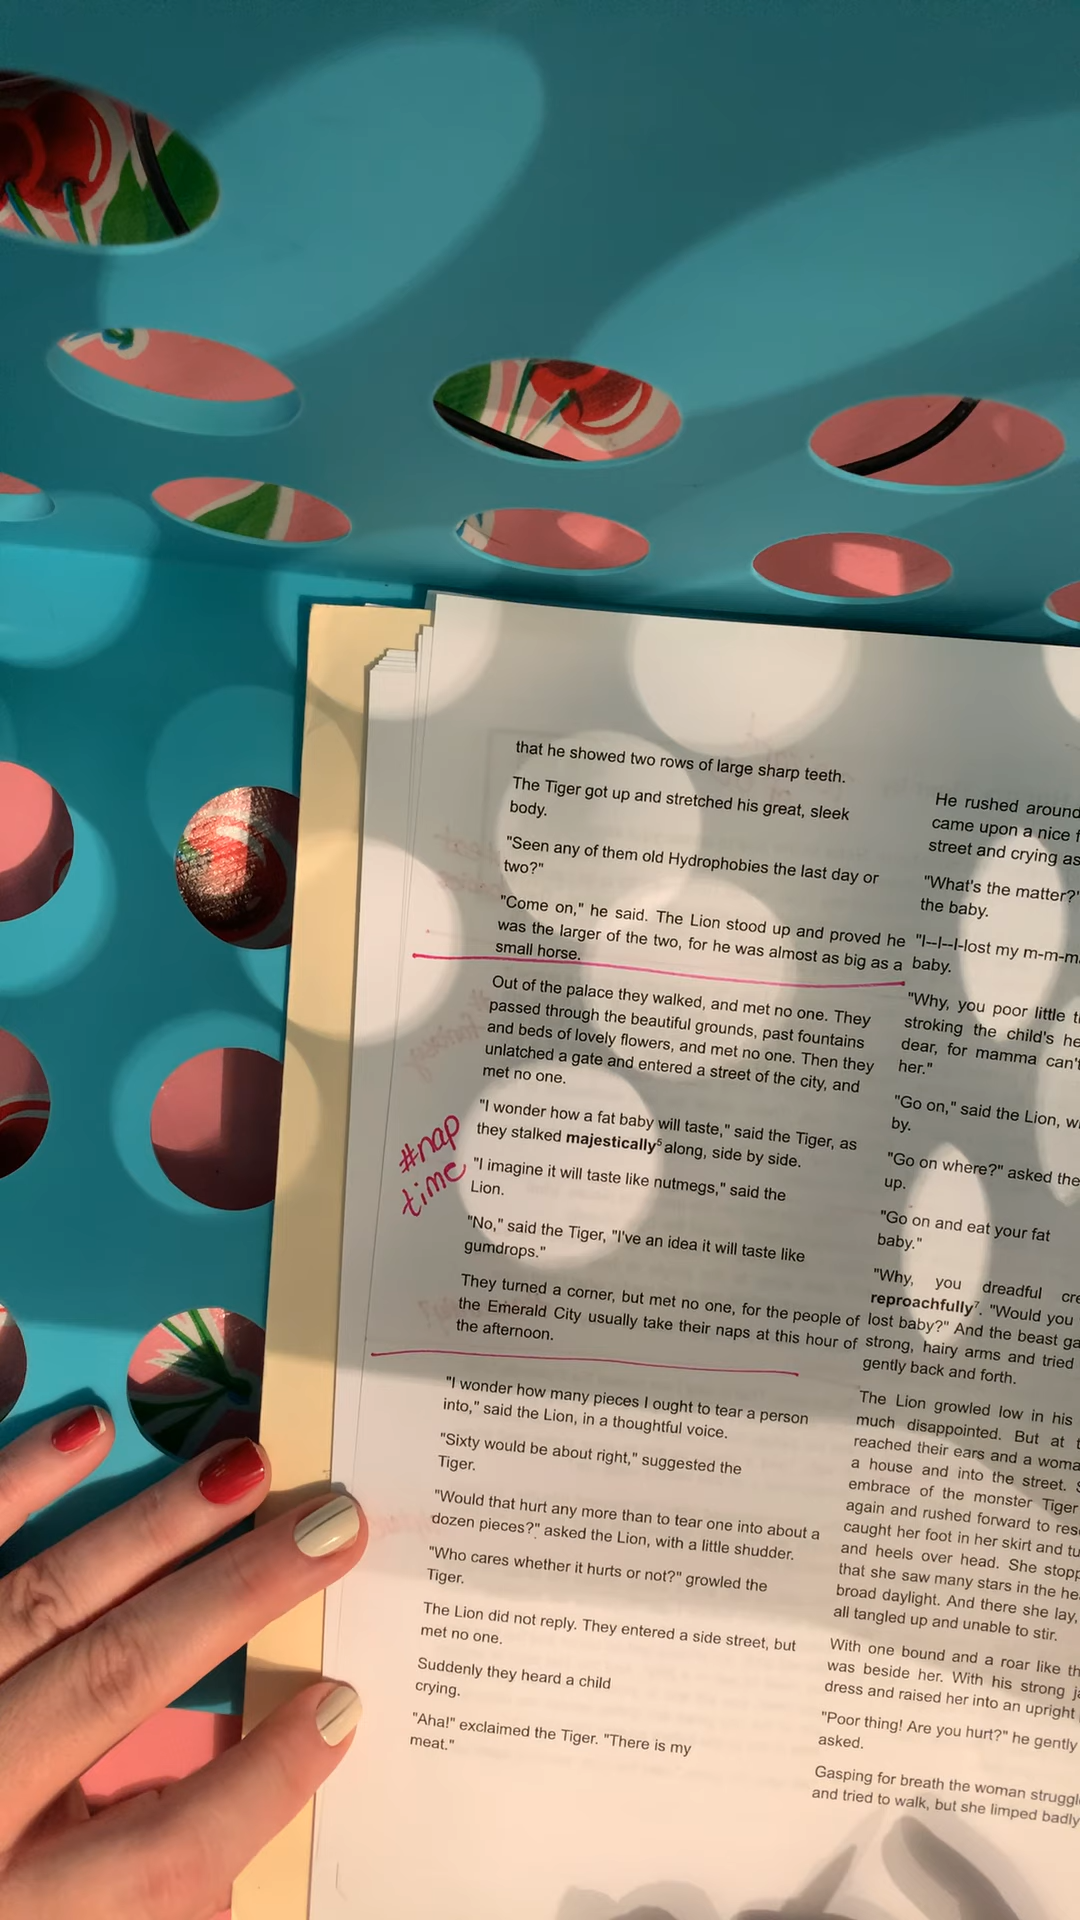 that he showed two rows of large sharp teeth.
The Tiger got up and stretched his great, sleek
body.
"Seen any of them old Hydrophobies the last day or
two?"
"Come on," he said. The Lion stood up and proved he
was the larger of the two, for he was almost as big as a
small horse.
Out of the palace they walked, and met no one. They
passed through the beautiful grounds, past fountains
and beds of lovely flowers, and met no one. Then they
unlatched a gate and entered a street of the city, and
met no one.
"I wonder how a fat baby will taste," said the Tiger, as
they stalked majestically⁵ along, side by side.
#nap
time
"I imagine it will taste like nutmegs," said the
Lion.
"No," said the Tiger, "I've an idea it will taste like
gumdrops."
They turned a corner, but met no one, for the people of
the Emerald City usually take their naps at this hour of
the afternoon.
"I wonder how many pieces I ought to tear a person
into," said the Lion, in a thoughtful voice.
"Sixty would be about right," suggested the
Tiger.
"Would that hurt any more than to tear one into about a
dozen pieces?" asked the Lion, with a little shudder.
"Who cares whether it hurts or not?" growled the
Tiger.
The Lion did not reply. They entered a side street, but
met no one.
Suddenly they heard a child
crying.
"Aha!" exclaimed the Tiger. "There is my
meat."
He rushed around
came upon a nice
street and crying as
"What's the matter?"
the baby.
"I--I--I-lost my m-m-m
baby.
"Why, you poor little
stroking the child's
dear, for mamma can't
her."
"Go on," said the Lion,
by.
"Go on where?" asked the
up.
"Go on and eat your fat
baby."
"Why, you dreadful
reproachfully⁷. "Would you
lost baby?" And the beast
strong, hairy arms and tried
gently back and forth.
The Lion growled low in his
much disappointed. But at
reached their ears and a
a house and into the street.
embrace of the monster Tiger
again and rushed forward to
caught her foot in her skirt and
and heels over head. She
that she saw many stars in the
broad daylight. And there she lay,
all tangled up and unable to stir.
With one bound and a roar like
was beside her. With his strong
dress and raised her into an upright
"Poor thing! Are you hurt?" he gently
asked.
Gasping for breath the woman
and tried to walk, but she limped badly